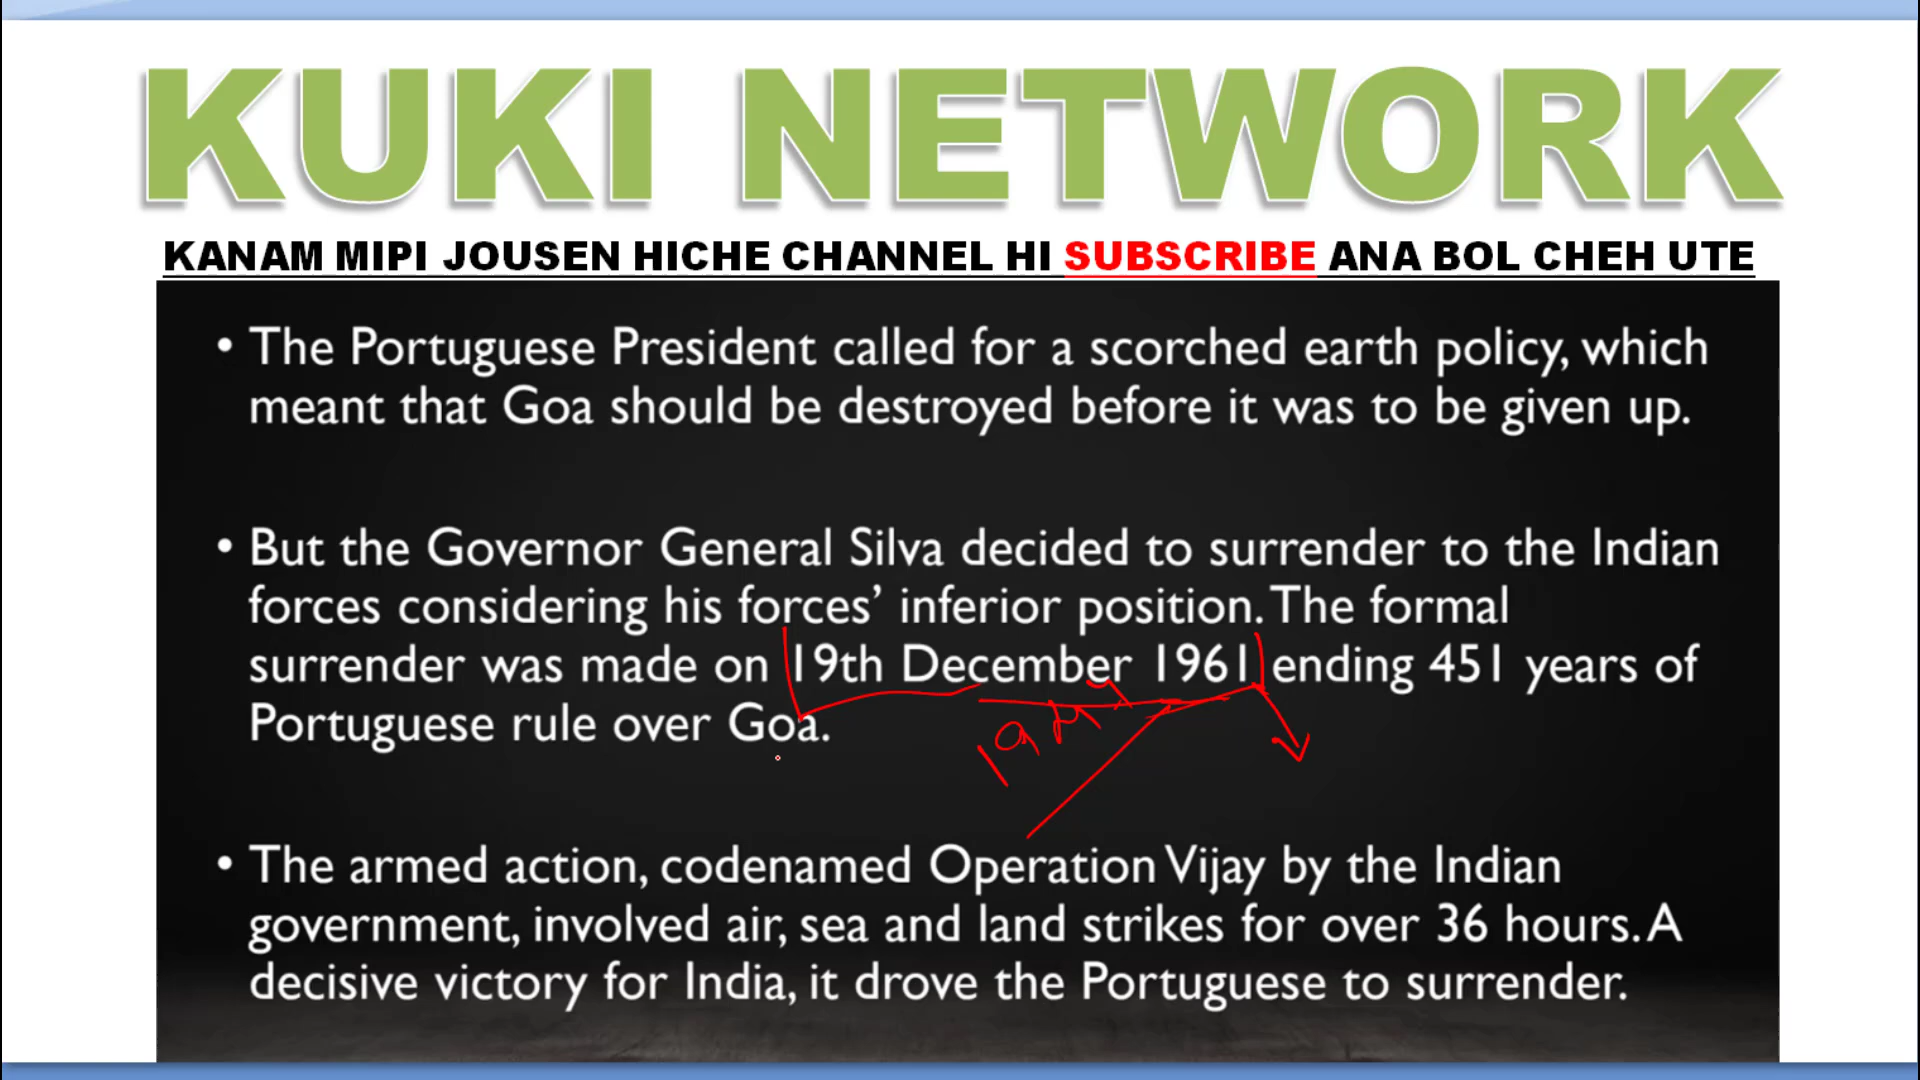 KUKI NETWORK
KANAM MIPI JOUSEN HICHE CHANNEL HI SUBSCRIBE ANA BOL CHEH UTE
• The Portuguese President called for a scorched earth policy, which
meant that Goa should be destroyed before it was to be given up.
• But the Governor General Silva decided to surrender to the Indian
forces considering his forces’ inferior position. The formal
surrender was made on 19th December 1961 ending 451 years of
Portuguese rule over Goa.
• The armed action, codenamed Operation Vijay by the Indian
government, involved air, sea and land strikes for over 36 hours. A
decisive victory for India, it drove the Portuguese to surrender.